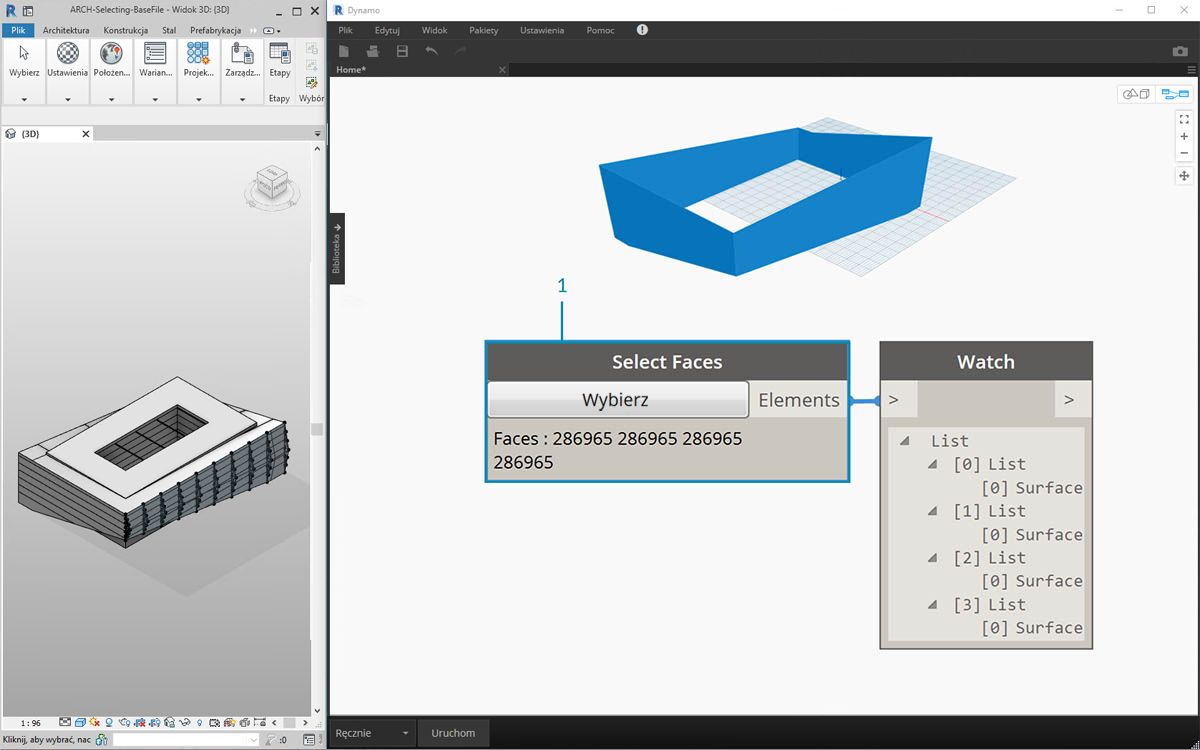 ARCH-Selecting-BaseFile - Widok 3D: {3D}
Plik Architektura Konstrukcja Stal Prefabrykacja
Wybierz Ustawienia Położen... Warian... Projek... Zarządz... Etapy
Etapy Wybór
{3D}
1 : 96
Kliknij, aby wybrać, nac :0
Dynamo
Plik Edytuj Widok Pakiety Ustawienia Pomoc
Home*
Biblioteka
1
Select Faces
Wybierz Elements
Faces : 286965 286965 286965
286965
Watch
> >
List
[0] List
[0] Surface
[1] List
[0] Surface
[2] List
[0] Surface
[3] List
[0] Surface
Ręcznie Uruchom